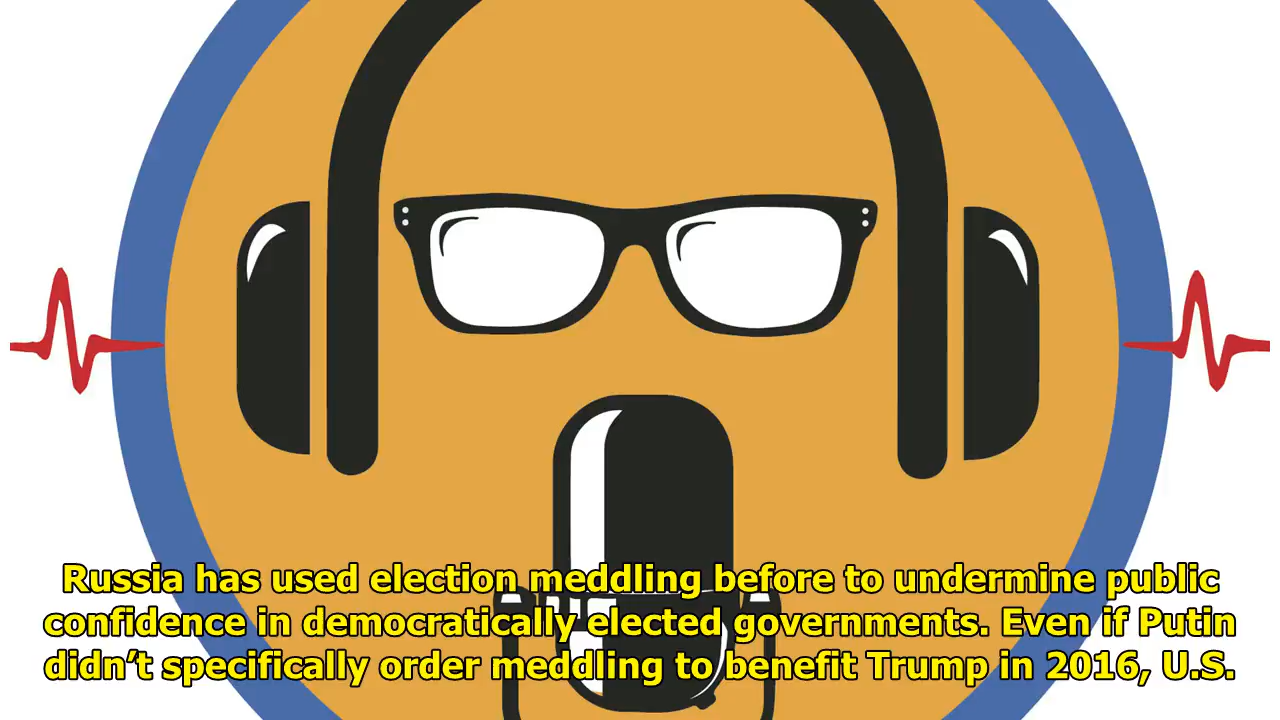 Russia has used election meddling before to undermine public
confidence in democratically elected governments. Even if Putin
didn’t specifically order meddling to benefit Trump in 2016, U.S.